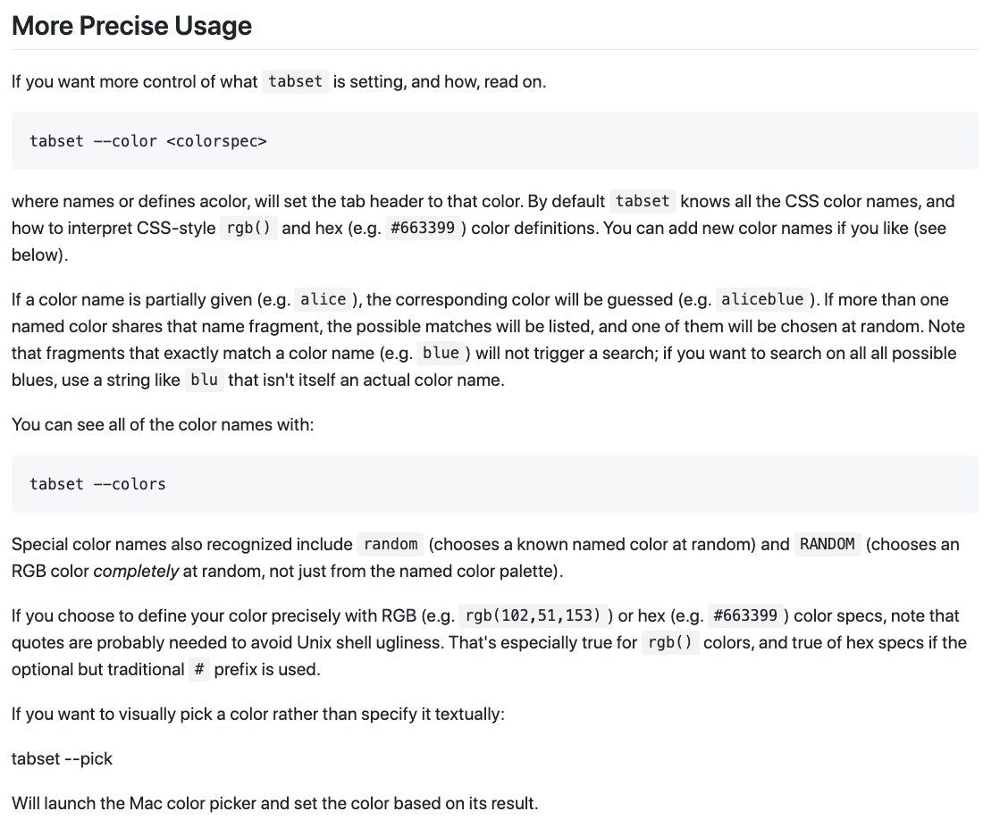 More Precise Usage
If you want more control of what tabset is setting, and how, read on.
tabset --color <colorspec>
where names or defines acolor, will set the tab header to that color. By default tabset knows all the CSS color names, and
how to interpret CSS-style rgb() and hex (e.g. #663399 ) color definitions. You can add new color names if you like (see
below).
If a color name is partially given (e.g. alice ), the corresponding color will be guessed (e.g. aliceblue ). If more than one
named color shares that name fragment, the possible matches will be listed, and one of them will be chosen at random. Note
that fragments that exactly match a color name (e.g. blue ) will not trigger a search; if you want to search on all all possible
blues, use a string like blu that isn't itself an actual color name.
You can see all of the color names with:
tabset --colors
Special color names also recognized include random (chooses a known named color at random) and RANDOM (chooses an
RGB color completely at random, not just from the named color palette).
If you choose to define your color precisely with RGB (e.g. rgb(102,51,153) ) or hex (e.g. #663399 ) color specs, note that
quotes are probably needed to avoid Unix shell ugliness. That's especially true for rgb() colors, and true of hex specs if the
optional but traditional # prefix is used.
If you want to visually pick a color rather than specify it textually:
tabset --pick
Will launch the Mac color picker and set the color based on its result.